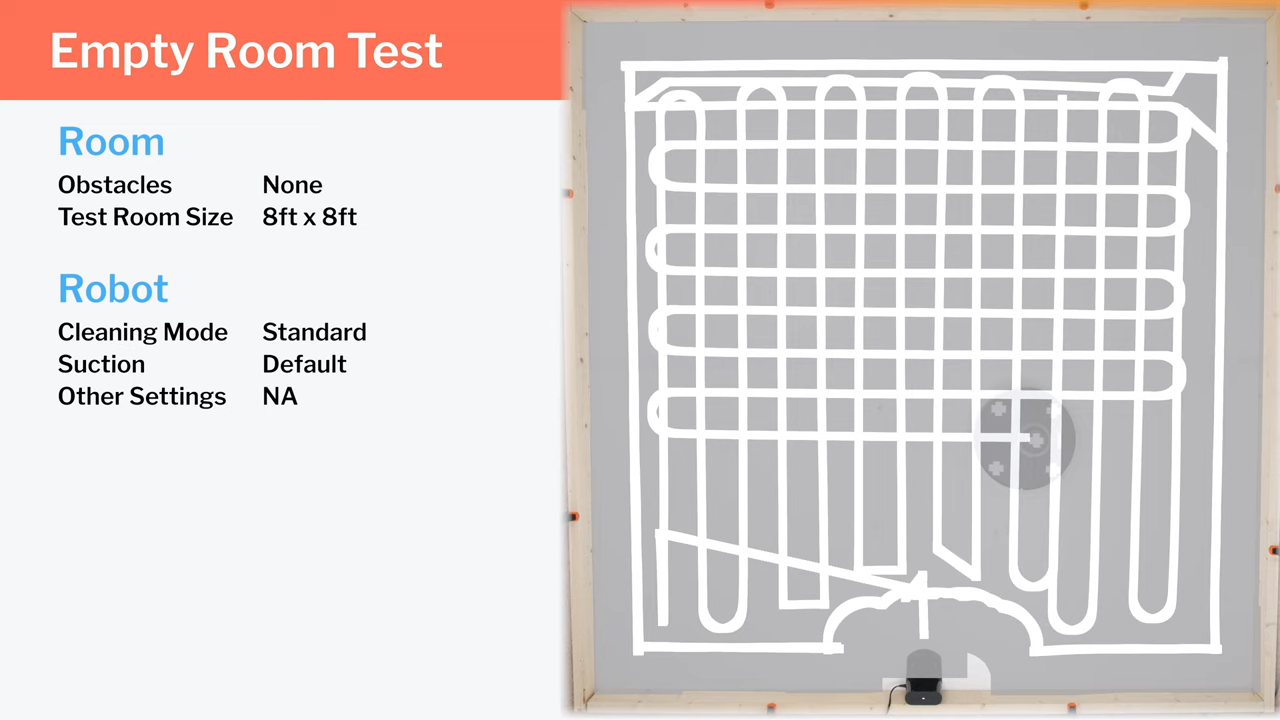 Empty Room Test
Room
Obstacles None
Test Room Size 8ft x 8ft
Robot
Cleaning Mode Standard
Suction Default
Other Settings NA